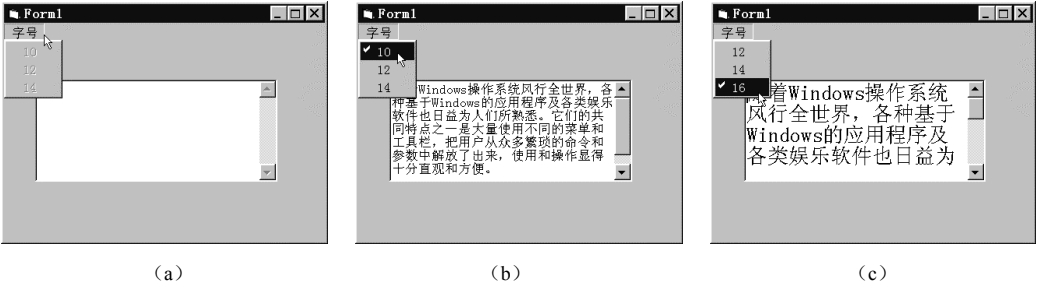 Form1
字号
10
12
14
Form1
字号
10
12
14
Windows操作系统风行全世界，各
种基于Windows的应用程序及各类娱乐
软件也日益为人们所熟悉。它们的共
同特点之一是大量使用不同的菜单和
工具栏，把用户从众多繁琐的命令和
参数中解放了出来，使用和操作显得
十分直观和方便。
Form1
字号
12
14
16
随着Windows操作系统
风行全世界，各种基于
Windows的应用程序及
各类娱乐软件也日益为
（a）
（b）
（c）